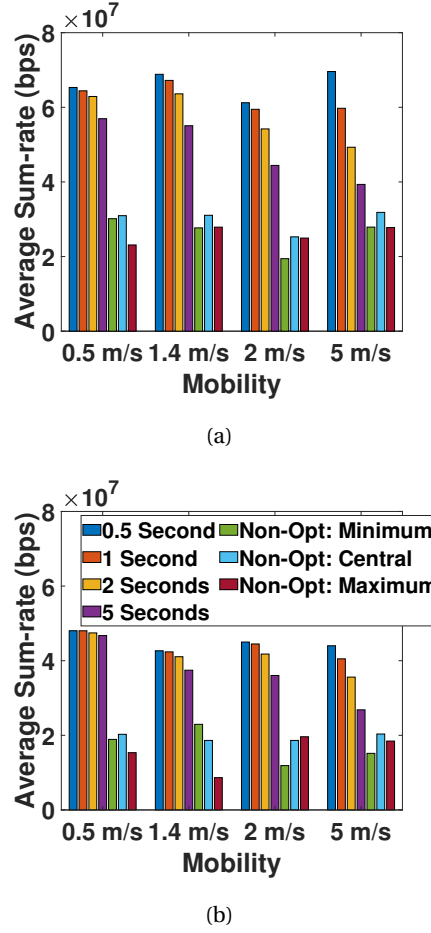 ×10^7
8
6
4
2
0
Average Sum-rate (bps)
0.5 m/s 1.4 m/s 2 m/s 5 m/s
Mobility
(a)
×10^7
8
6
4
2
0
Average Sum-rate (bps)
0.5 Second Non-Opt: Minimum
1 Second Non-Opt: Central
2 Seconds Non-Opt: Maximum
5 Seconds
0.5 m/s 1.4 m/s 2 m/s 5 m/s
Mobility
(b)